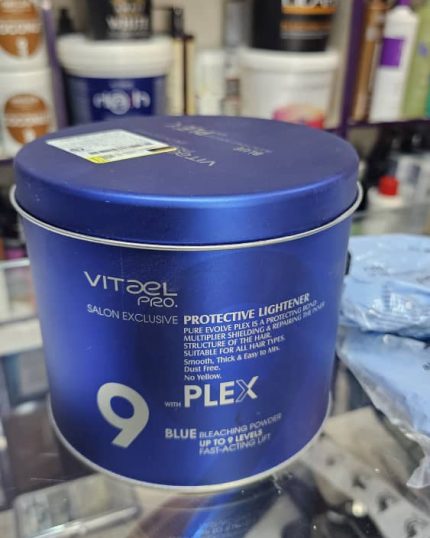 VITAEL
PRO.
SALON EXCLUSIVE
PROTECTIVE LIGHTENER
PURE EVOLVE PLEX IS A PROTECTING BOND
MULTIPLIER SHIELDING & REPAIRING THE INNER
STRUCTURE OF THE HAIR.
SUITABLE FOR ALL HAIR TYPES.
Smooth, Thick & Easy to Mix.
Dust Free.
No Yellow.
9
WITH PLEX
BLUE BLEACHING POWDER
UP TO 9 LEVELS
FAST-ACTING LIFT